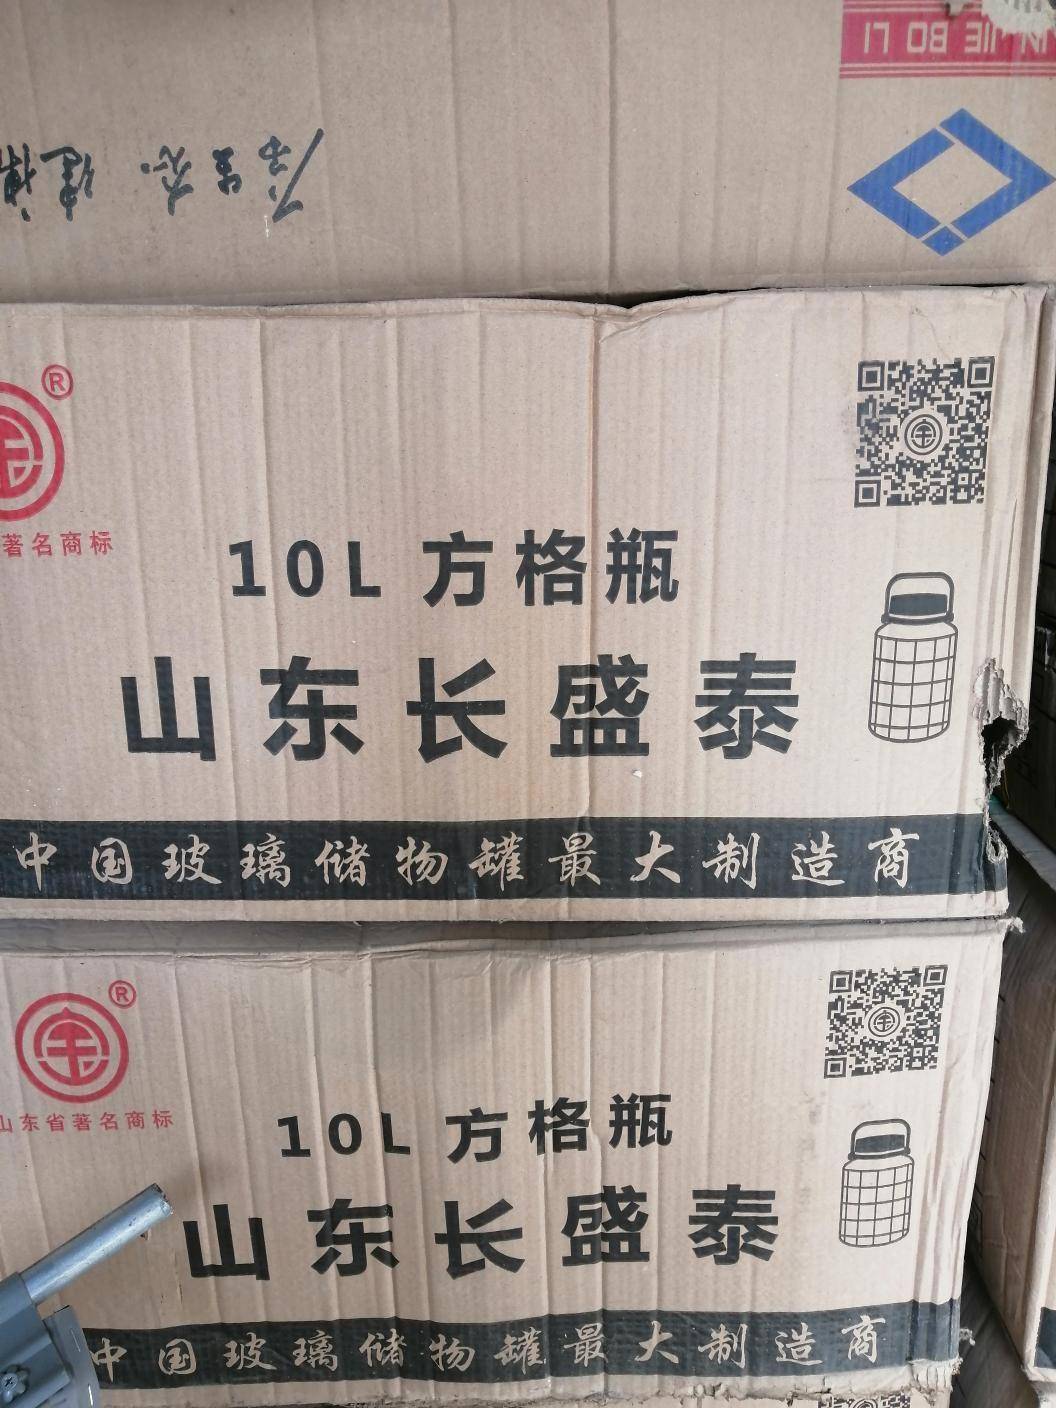 JIE BO LI
®
著名商标
10L 方格瓶
山东长盛泰
中国玻璃储物罐最大制造商
®
山东省著名商标
10L 方格瓶
山东长盛泰
中国玻璃储物罐最大制造商